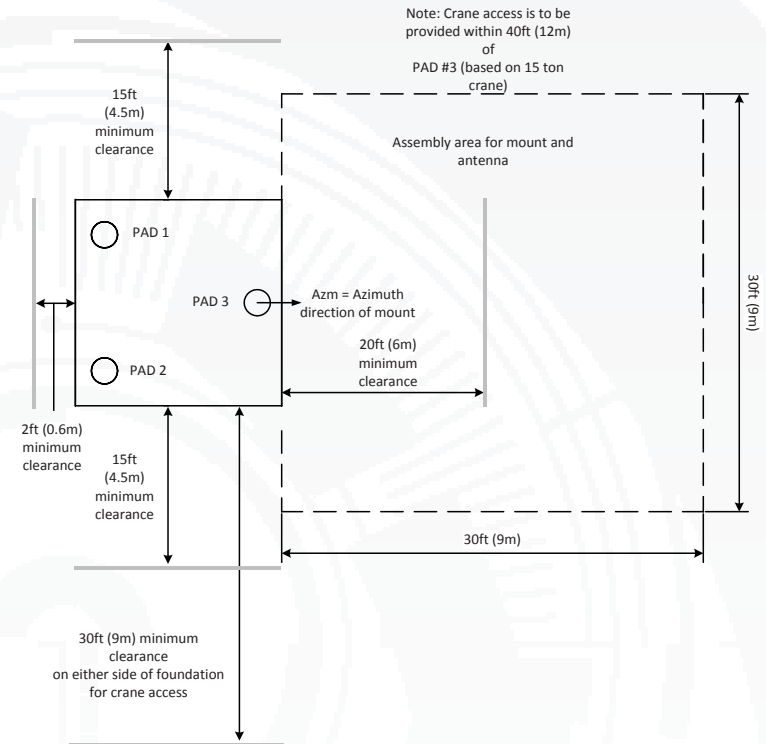 Note: Crane access is to be
provided within 40ft (12m)
of
PAD #3 (based on 15 ton
crane)
15ft
(4.5m)
minimum
clearance
Assembly area for mount and
antenna
PAD 1
PAD 3
Azm = Azimuth
direction of mount
30ft (9m)
20ft (6m)
minimum
clearance
PAD 2
2ft (0.6m)
minimum
clearance
15ft
(4.5m)
minimum
clearance
30ft (9m)
30ft (9m) minimum
clearance
on either side of foundation
for crane access